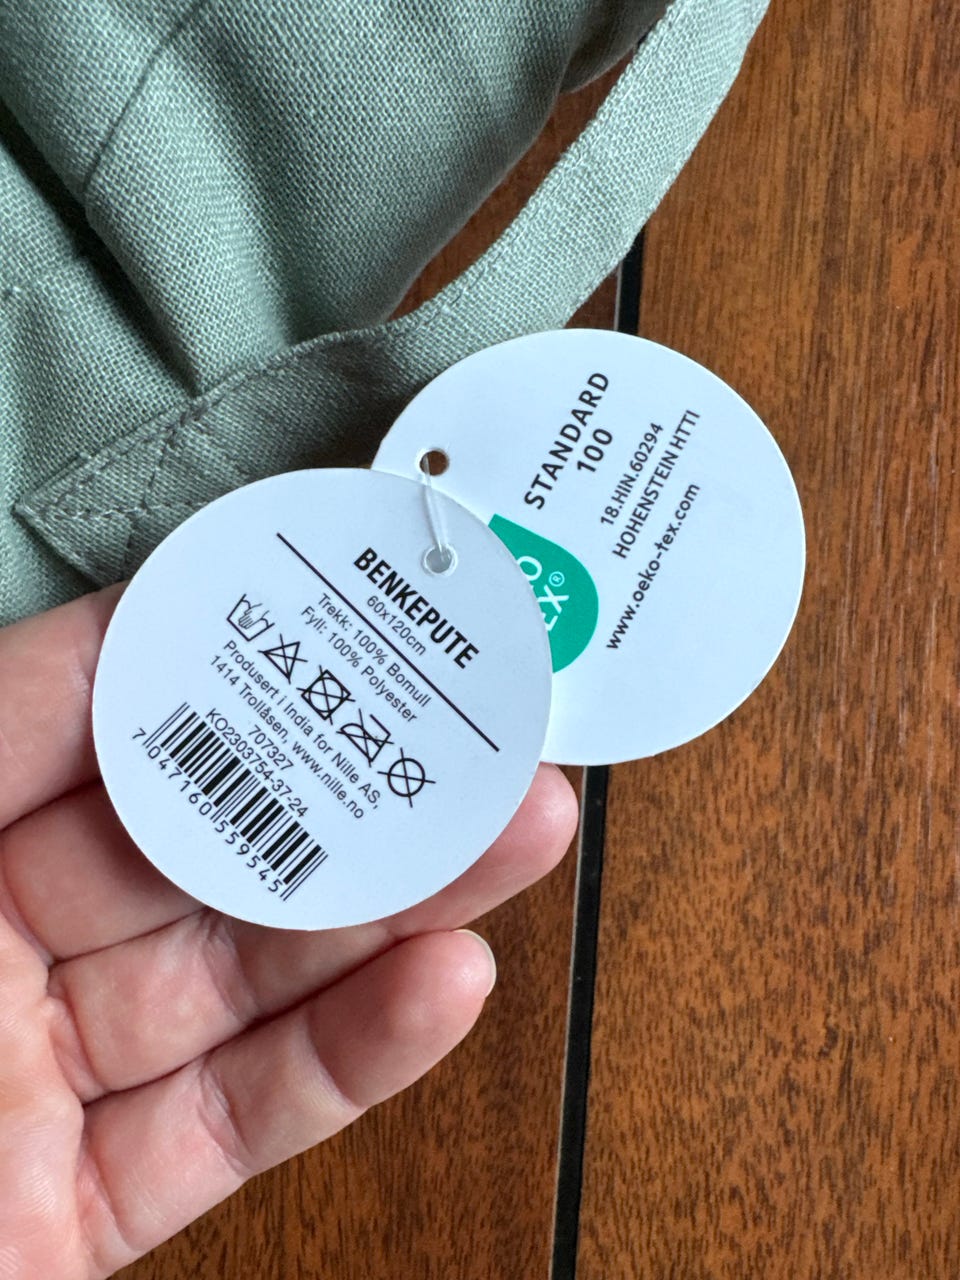 BENKEPUTE
60x120cm
Trekk: 100% Bomull
Fyll: 100% Polyester
Produsert i India for Nille AS,
1414 Trollåsen, www.nille.no
707327
KO2303754-37-24
7 047160 559545
STANDARD
100
18.HIN.60294
HOHENSTEIN HTTI
www.oeko-tex.com